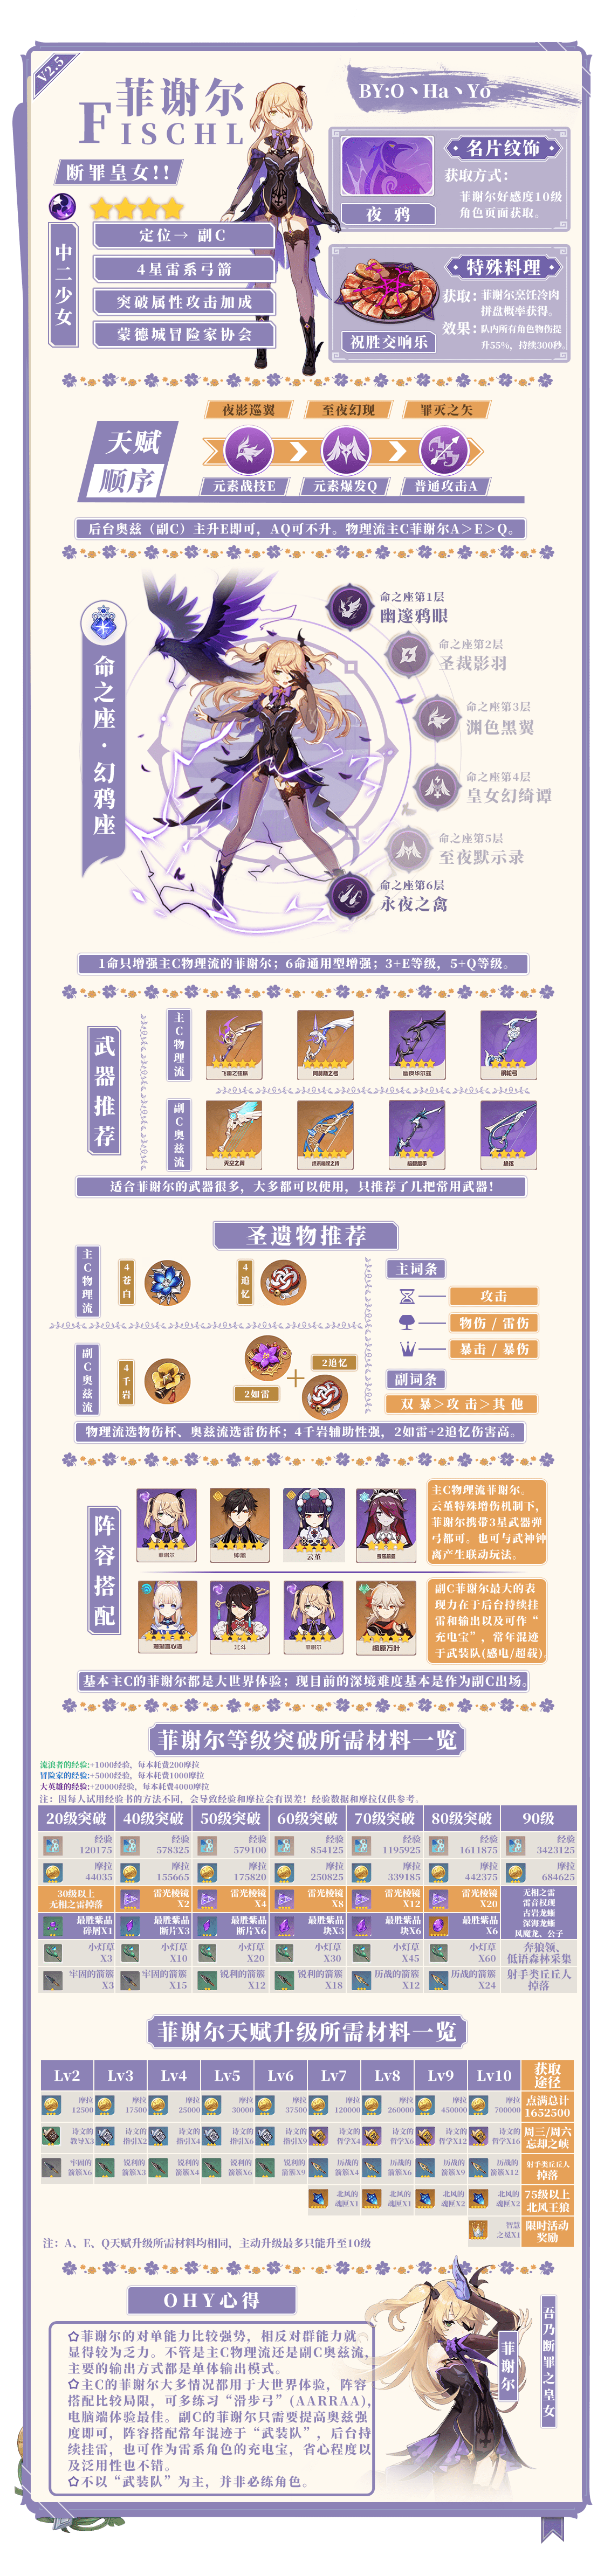 V2.5
菲谢尔
FISCHL
BY:O丶Ha丶Yo
断罪皇女!!
中二少女
定位→ 副C
4星雷系弓箭
突破属性攻击加成
蒙德城冒险家协会
名片纹饰
获取方式:
菲谢尔好感度10级
角色页面获取。
夜 鸦
特殊料理
获取:菲谢尔烹饪冷肉
拼盘概率获得。
效果:队内所有角色物伤提
升55%，持续300秒。
祝胜交响乐
天赋
顺序
夜影巡翼
至夜幻现
罪灭之矢
元素战技E
元素爆发Q
普通攻击A
后台奥兹（副C）主升E即可，AQ可不升。物理流主C菲谢尔A＞E＞Q。
命之座·幻鸦座
命之座第1层
幽邃鸦眼
命之座第2层
圣裁影羽
命之座第3层
渊色黑翼
命之座第4层
皇女幻绮谭
命之座第5层
至夜默示录
命之座第6层
永夜之禽
1命只增强主C物理流的菲谢尔；6命通用型增强；3+E等级，5+Q等级。
武器推荐
主C物理流
飞雷之弦振
阿莫斯之弓
幽夜华尔兹
钢轮弓
副C奥兹流
天空之翼
终末嗟叹之诗
暗巷猎手
绝弦
适合菲谢尔的武器很多，大多都可以使用，只推荐了几把常用武器！
圣遗物推荐
主C物理流
4苍白
4追忆
副C奥兹流
4千岩
2如雷
2追忆
主词条
攻击
物伤 / 雷伤
暴击 / 暴伤
副词条
双 暴＞攻 击＞其 他
物理流选物伤杯、奥兹流选雷伤杯；4千岩辅助性强，2如雷+2追忆伤害高。
阵容搭配
菲谢尔
钟离
云堇
罗莎莉亚
主C物理流菲谢尔。
云堇特殊增伤机制下，
菲谢尔携带3星武器弹
弓都可。也可与武神钟
离产生联动玩法。
珊瑚宫心海
北斗
菲谢尔
枫原万叶
副C菲谢尔最大的表
现力在于后台持续挂
雷和输出以及可作“
充电宝”，常年混迹
于武装队(感电/超载)。
基本主C的菲谢尔都是大世界体验；现目前的深境难度基本是作为副C出场。
菲谢尔等级突破所需材料一览
流浪者的经验:+1000经验，每本耗费200摩拉
冒险家的经验:+5000经验，每本耗费1000摩拉
大英雄的经验:+20000经验，每本耗费4000摩拉
注：因每人试用经验书的方法不同，会导致经验和摩拉会有误差！经验数据和摩拉仅供参考。
20级突破 40级突破 50级突破 60级突破 70级突破 80级突破 90级
经验 经验 经验 经验 经验 经验 经验
120175 578325 579100 854125 1195925 1611875 3423125
摩拉 摩拉 摩拉 摩拉 摩拉 摩拉 摩拉
44035 155665 175820 250825 339185 442375 684625
30级以上
无相之雷掉落
雷光棱镜X2 雷光棱镜X4 雷光棱镜X8 雷光棱镜X12 雷光棱镜X20
无相之雷
雷音权现
古岩龙蜥
深海龙蜥
风魔龙、公子
最胜紫晶碎屑X1 最胜紫晶断片X3 最胜紫晶断片X6 最胜紫晶块X3 最胜紫晶块X6 最胜紫晶X6
小灯草X3 小灯草X10 小灯草X20 小灯草X30 小灯草X45 小灯草X60
奔狼领、
低语森林采集
牢固的箭簇X3 牢固的箭簇X15 锐利的箭簇X12 锐利的箭簇X18 历战的箭簇X12 历战的箭簇X24
射手类丘丘人
掉落
菲谢尔天赋升级所需材料一览
Lv2 Lv3 Lv4 Lv5 Lv6 Lv7 Lv8 Lv9 Lv10 获取途径
摩拉 摩拉 摩拉 摩拉 摩拉 摩拉 摩拉 摩拉 摩拉
12500 17500 25000 30000 37500 120000 260000 450000 700000
点满总计
1652500
诗文的教导X3 诗文的指引X2 诗文的指引X4 诗文的指引X6 诗文的指引X9 诗文的哲学X4 诗文的哲学X6 诗文的哲学X12 诗文的哲学X16
周三/周六
忘却之峡
牢固的箭簇X6 锐利的箭簇X3 锐利的箭簇X4 锐利的箭簇X6 锐利的箭簇X9 历战的箭簇X4 历战的箭簇X6 历战的箭簇X9 历战的箭簇X12
射手类丘丘人
掉落
北风的魂匣X1 北风的魂匣X1 北风的魂匣X2 北风的魂匣X2
75级以上
北风王狼
智慧之冕X1
限时活动
奖励
注：A、E、Q天赋升级所需材料均相同，主动升级最多只能升至10级
OHY心得
✿菲谢尔的对单能力比较强势，相反对群能力就
显得较为乏力。不管是主C物理流还是副C奥兹流，
主要的输出方式都是单体输出模式。
✿主C的菲谢尔大多情况都用于大世界体验，阵容
搭配比较局限，可多练习“滑步弓”(AARRAA)，
电脑端体验最佳。副C的菲谢尔只需要提高奥兹强
度即可，阵容搭配常年混迹于“武装队”，后台持
续挂雷，也可作为雷系角色的充电宝，省心程度以
及泛用性也不错。
✿不以“武装队”为主，并非必练角色。
菲谢尔
吾乃断罪之皇女